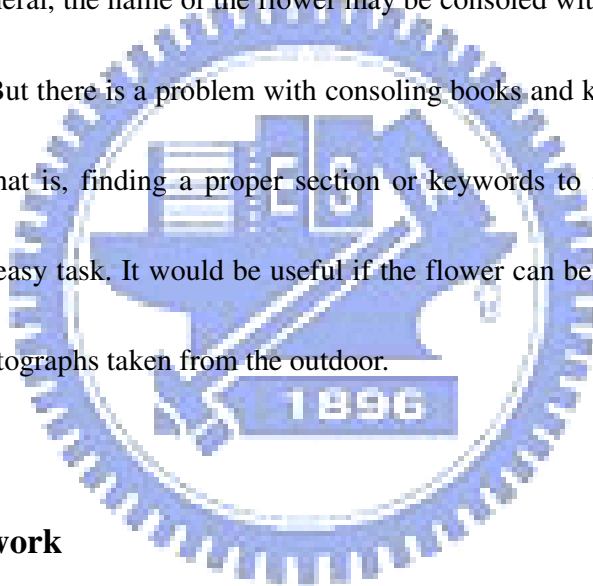 neral, the name of the flower may be consoled wit
But there is a problem with consoling books and k
hat is, finding a proper section or keywords to
easy task. It would be useful if the flower can be
tographs taken from the outdoor.
1896
work